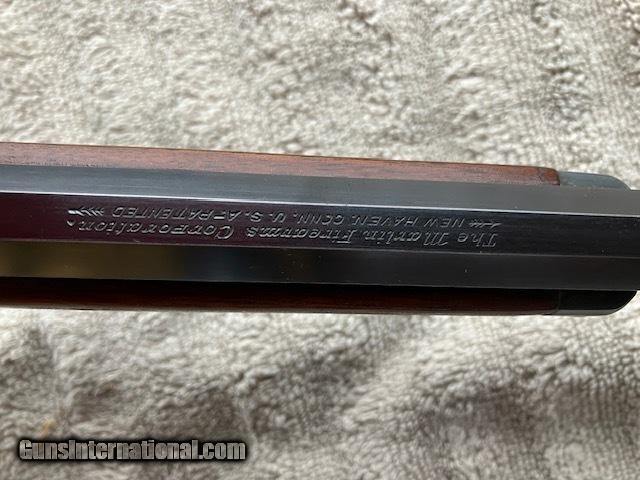 The Marlin Firearms Corporation.
NEW HAVEN, CONN. U.S.A. PATENTED
GunsInternational.com